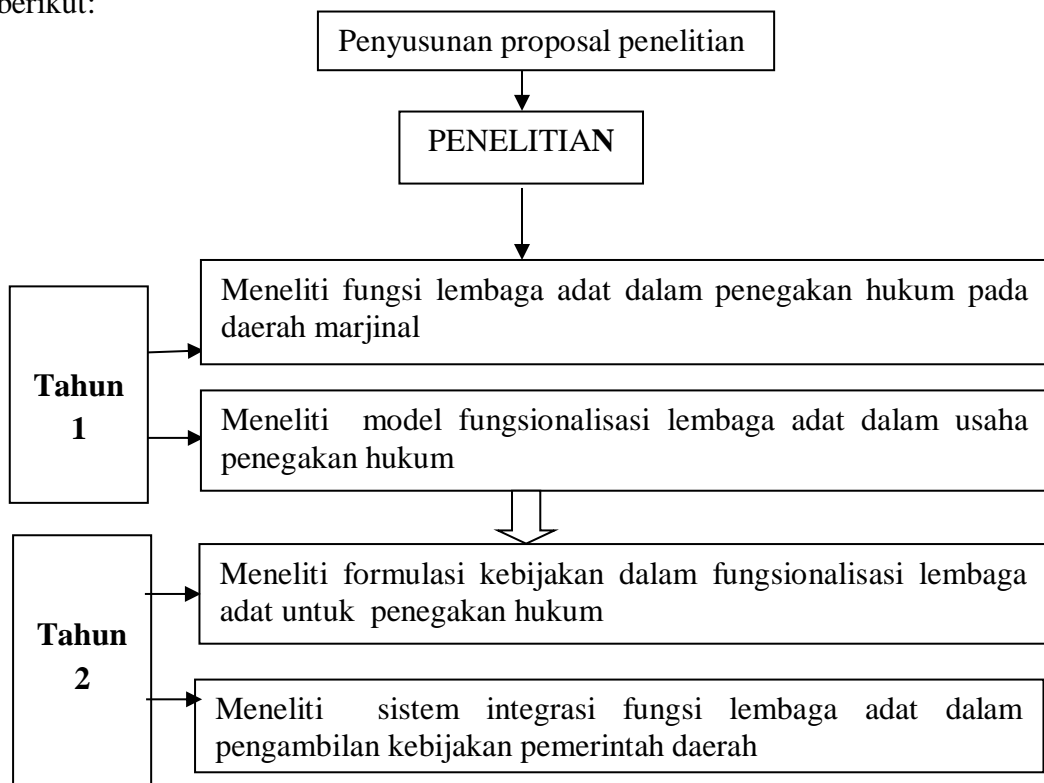 berikut:
Penyusunan proposal penelitian
PENELITIAN
Meneliti fungsi lembaga adat dalam penegakan hukum pada
daerah marjinal
Tahun
1
Meneliti model fungsionalisasi lembaga adat dalam usaha
penegakan hukum
Meneliti formulasi kebijakan dalam fungsionalisasi lembaga
adat untuk penegakan hukum
Tahun
2
Meneliti sistem integrasi fungsi lembaga adat dalam
pengambilan kebijakan pemerintah daerah